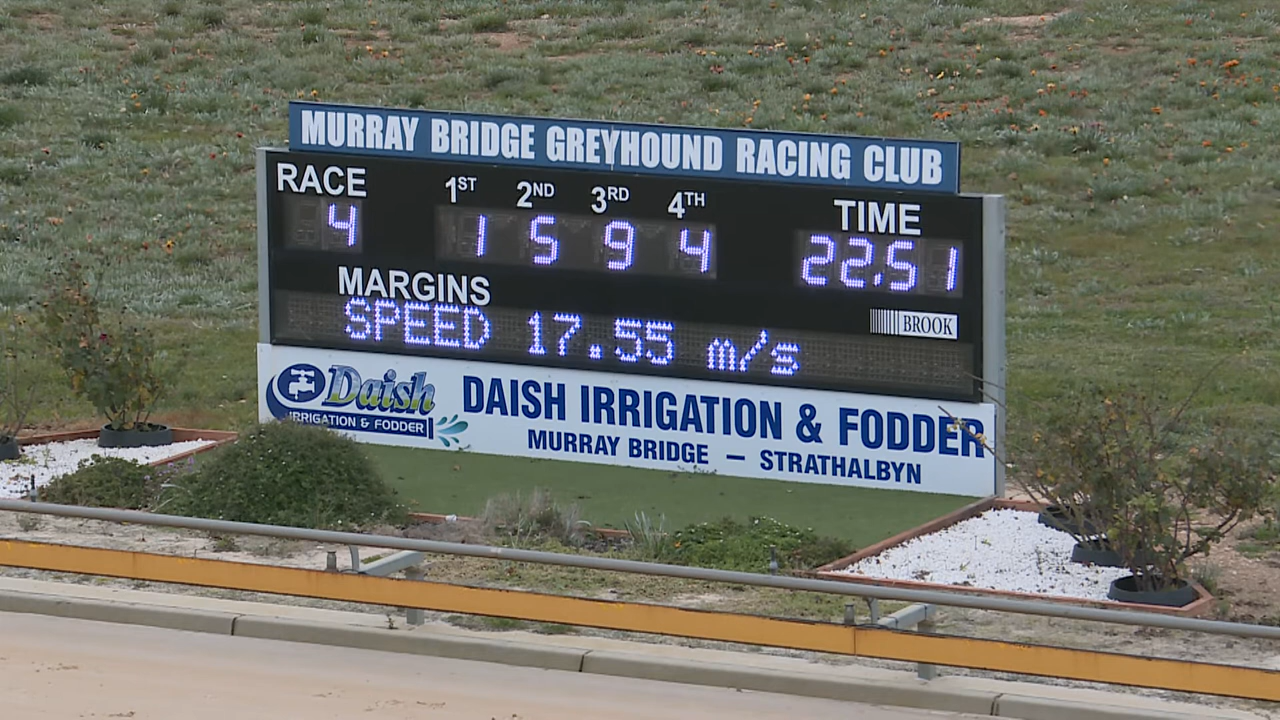 MURRAY BRIDGE GREYHOUND RACING CLUB
RACE 1ST 2ND 3RD 4TH TIME
4 1 5 9 4 22.51
MARGINS
BROOK
SPEED 17.55 m/s
Daish
IRRIGATION & FODDER
DAISH IRRIGATION & FODDER
MURRAY BRIDGE – STRATHALBYN